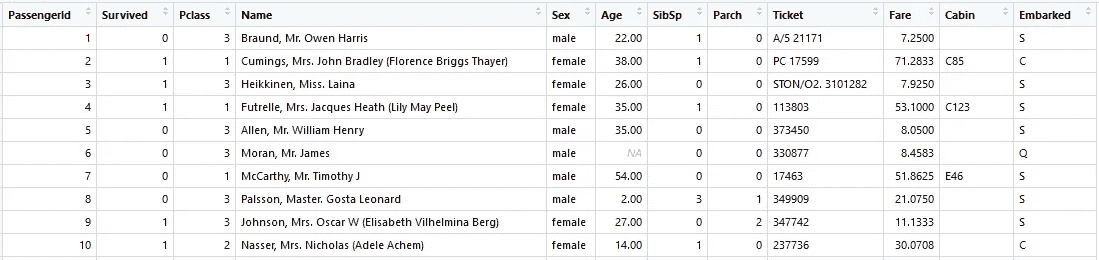 PassengerId Survived Pclass Name Sex Age SibSp Parch Ticket Fare Cabin Embarked
1 0 3 Braund, Mr. Owen Harris male 22.00 1 0 A/5 21171 7.2500 S
2 1 1 Cumings, Mrs. John Bradley (Florence Briggs Thayer) female 38.00 1 0 PC 17599 71.2833 C85 C
3 1 3 Heikkinen, Miss. Laina female 26.00 0 0 STON/O2. 3101282 7.9250 S
4 1 1 Futrelle, Mrs. Jacques Heath (Lily May Peel) female 35.00 1 0 113803 53.1000 C123 S
5 0 3 Allen, Mr. William Henry male 35.00 0 0 373450 8.0500 S
6 0 3 Moran, Mr. James male NA 0 0 330877 8.4583 Q
7 0 1 McCarthy, Mr. Timothy J male 54.00 0 0 17463 51.8625 E46 S
8 0 3 Palsson, Master. Gosta Leonard male 2.00 3 1 349909 21.0750 S
9 1 3 Johnson, Mrs. Oscar W (Elisabeth Vilhelmina Berg) female 27.00 0 2 347742 11.1333 S
10 1 2 Nasser, Mrs. Nicholas (Adele Achem) female 14.00 1 0 237736 30.0708 C